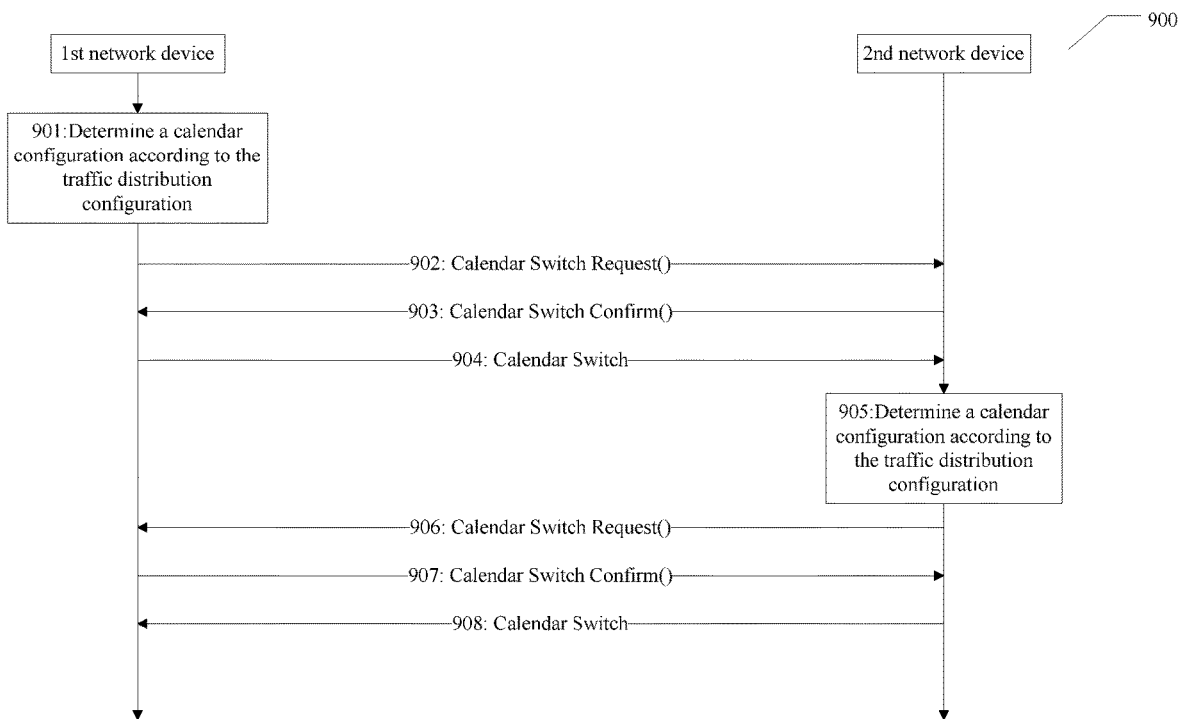 900
1st network device
2nd network device
901:Determine a calendar
configuration according to the
traffic distribution
configuration
902: Calendar Switch Request()
903: Calendar Switch Confirm()
904: Calendar Switch
905:Determine a calendar
configuration according to
the traffic distribution
configuration
906: Calendar Switch Request()
907: Calendar Switch Confirm()
908: Calendar Switch